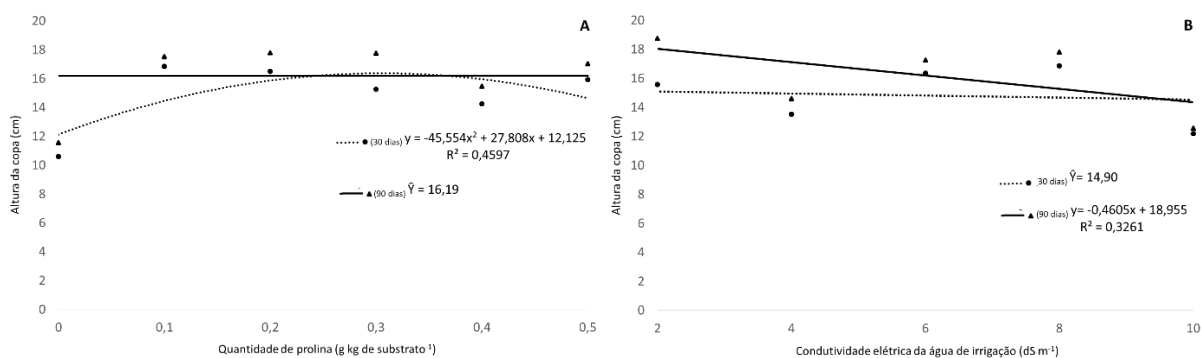 A
20
18
16
14
12
10
8
6
4
2
0
Altura da copa (cm)
(30 dias) y = -45,554x² + 27,808x + 12,125
R² = 0,4597
(90 dias) Ŷ = 16,19
0 0,1 0,2 0,3 0,4 0,5
Quantidade de prolina (g kg de substrato ¹)
B
20
18
16
14
12
10
8
6
4
2
0
Altura da copa (cm)
(30 dias) Ŷ = 14,90
(90 dias) y= -0,4605x + 18,955
R² = 0,3261
2 4 6 8 10
Condutividade elétrica da água de irrigação (dS m⁻¹)